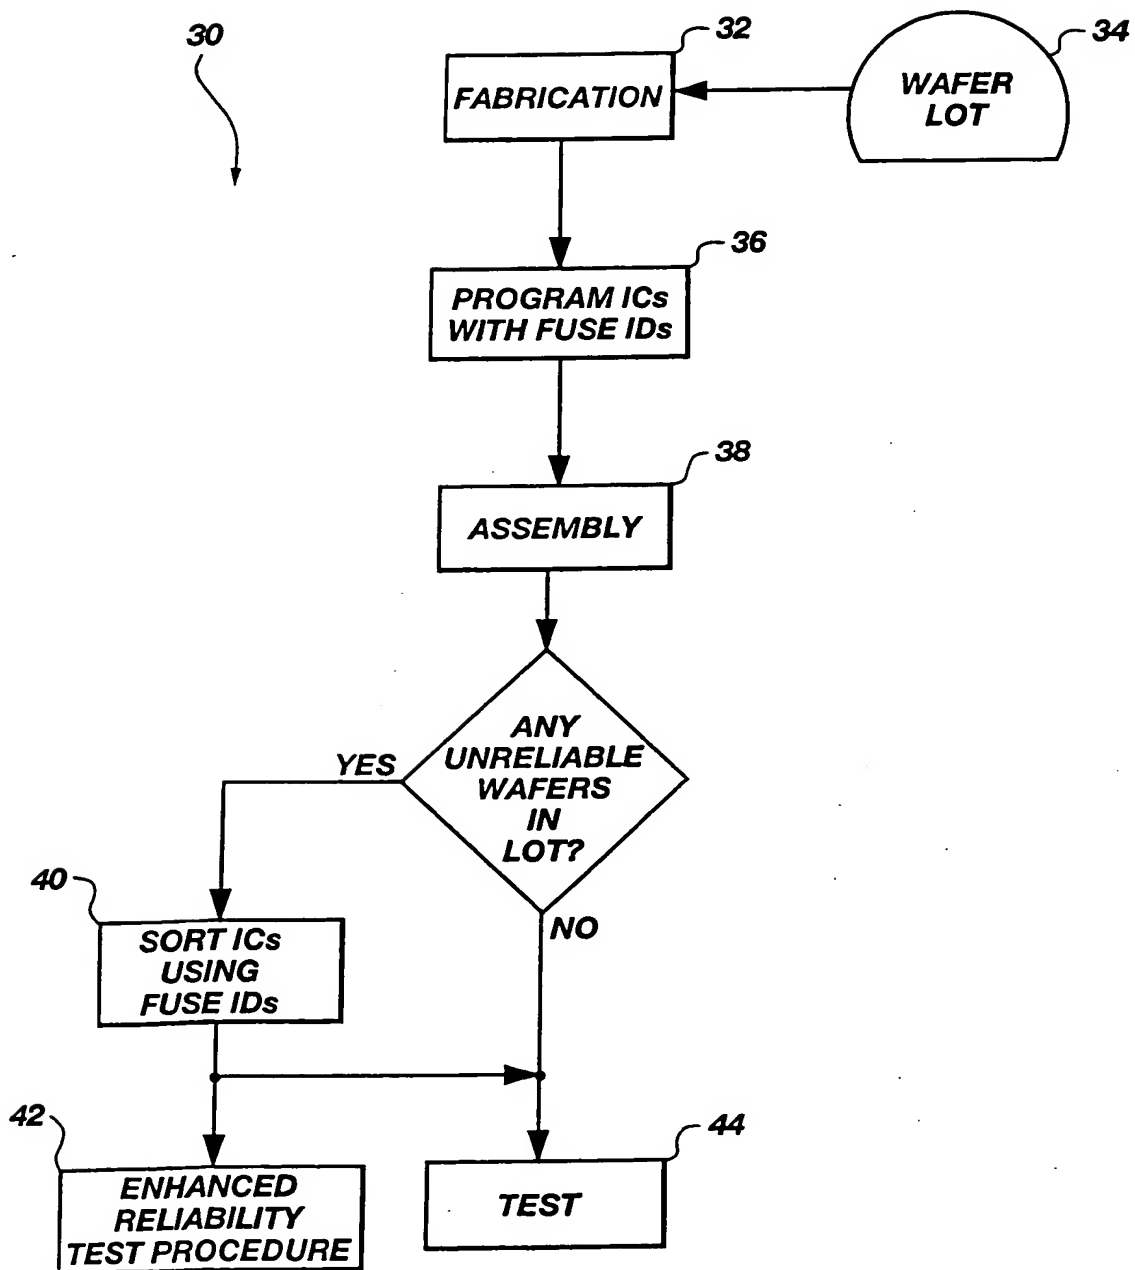 30
32
34
FABRICATION
WAFER
LOT
36
PROGRAM ICs
WITH FUSE IDs
38
ASSEMBLY
ANY
UNRELIABLE
WAFERS
IN
LOT?
YES
NO
40
SORT ICs
USING
FUSE IDs
42
ENHANCED
RELIABILITY
TEST PROCEDURE
44
TEST